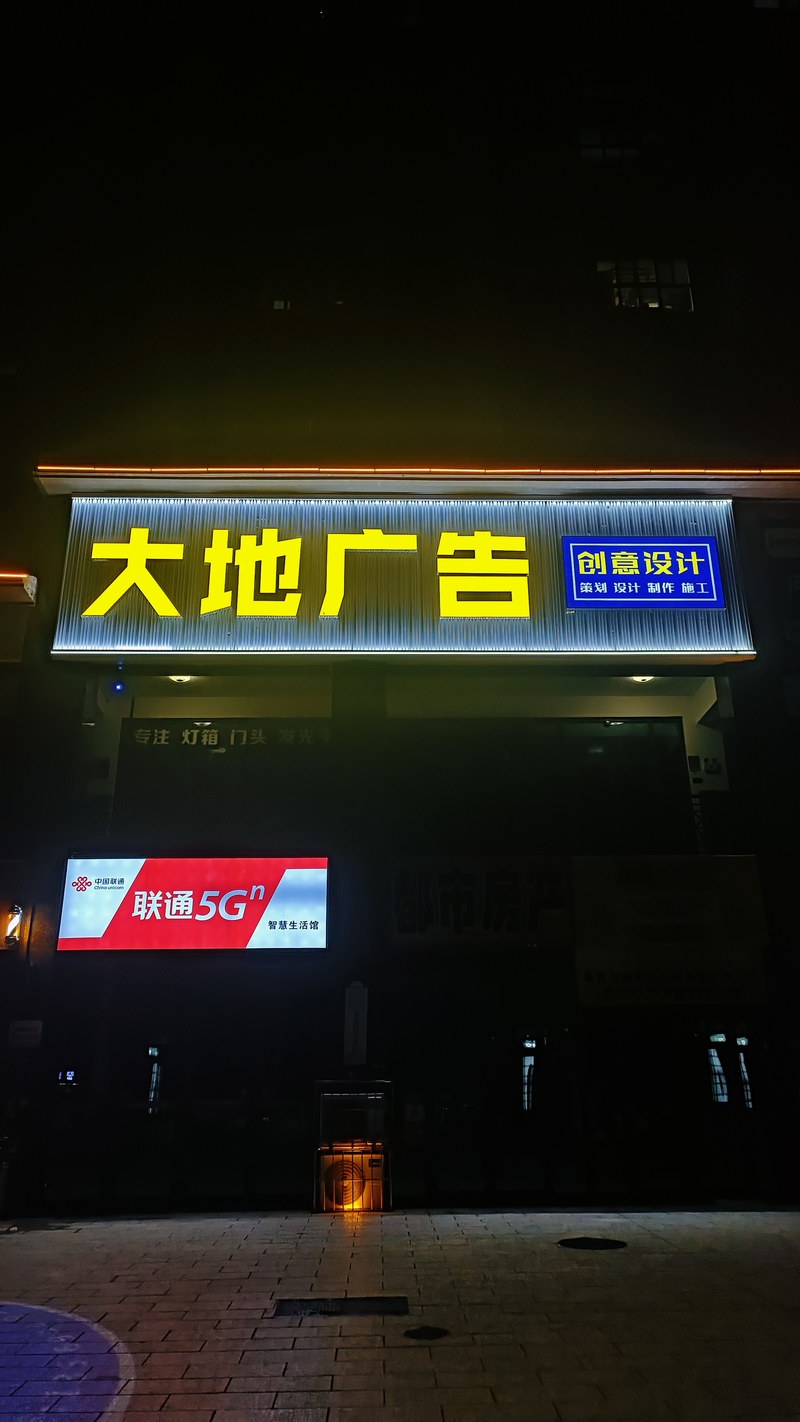 大地广告
创意设计
策划 设计 制作 施工
专注 灯箱 门头 发光
中国联通
China unicom
联通5Gⁿ
智慧生活馆